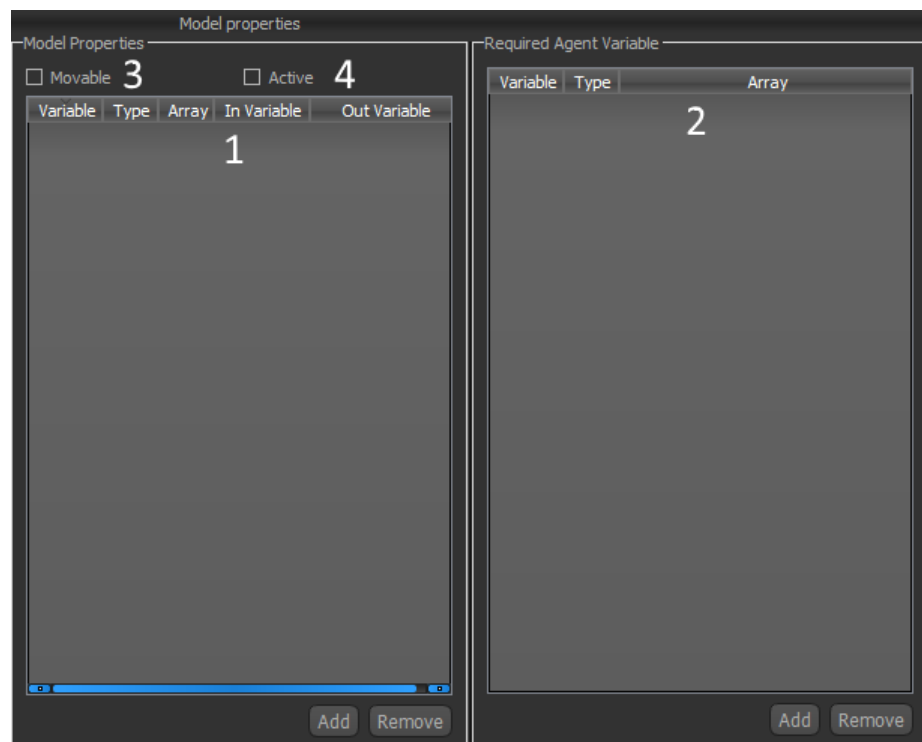 Model properties
Model Properties
Movable 3 Active 4
Variable Type Array In Variable Out Variable
1
Add Remove
Required Agent Variable
Variable Type Array
2
Add Remove